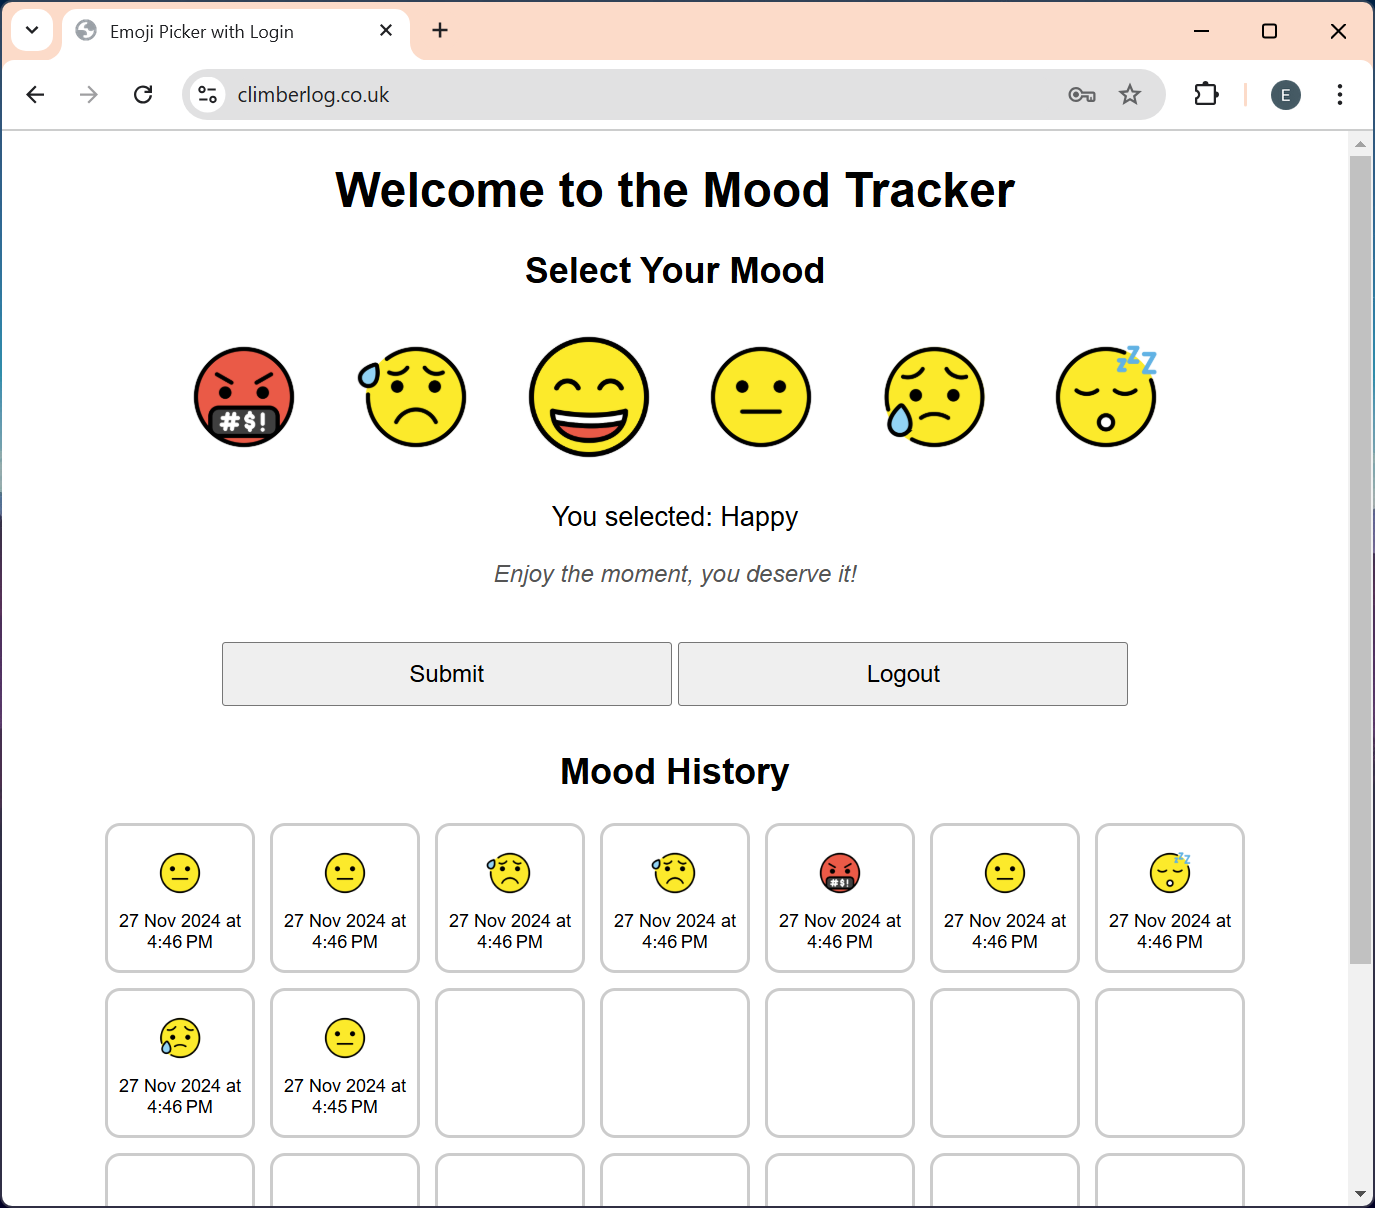 Emoji Picker with Login
climberlog.co.uk
E
Welcome to the Mood Tracker
Select Your Mood
#$!
zzZ
You selected: Happy
Enjoy the moment, you deserve it!
Submit
Logout
Mood History
#$!
zzZ
27 Nov 2024 at
4:46 PM
27 Nov 2024 at
4:46 PM
27 Nov 2024 at
4:46 PM
27 Nov 2024 at
4:46 PM
27 Nov 2024 at
4:46 PM
27 Nov 2024 at
4:46 PM
27 Nov 2024 at
4:46 PM
27 Nov 2024 at
4:46 PM
27 Nov 2024 at
4:45 PM